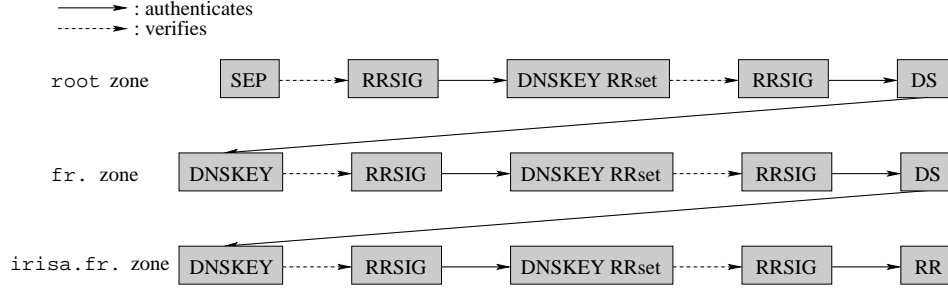 : authenticates
: verifies
root zone SEP RRSIG DNSKEY RRset RRSIG DS
fr. zone DNSKEY RRSIG DNSKEY RRset RRSIG DS
irisa.fr. zone DNSKEY RRSIG DNSKEY RRset RRSIG RR